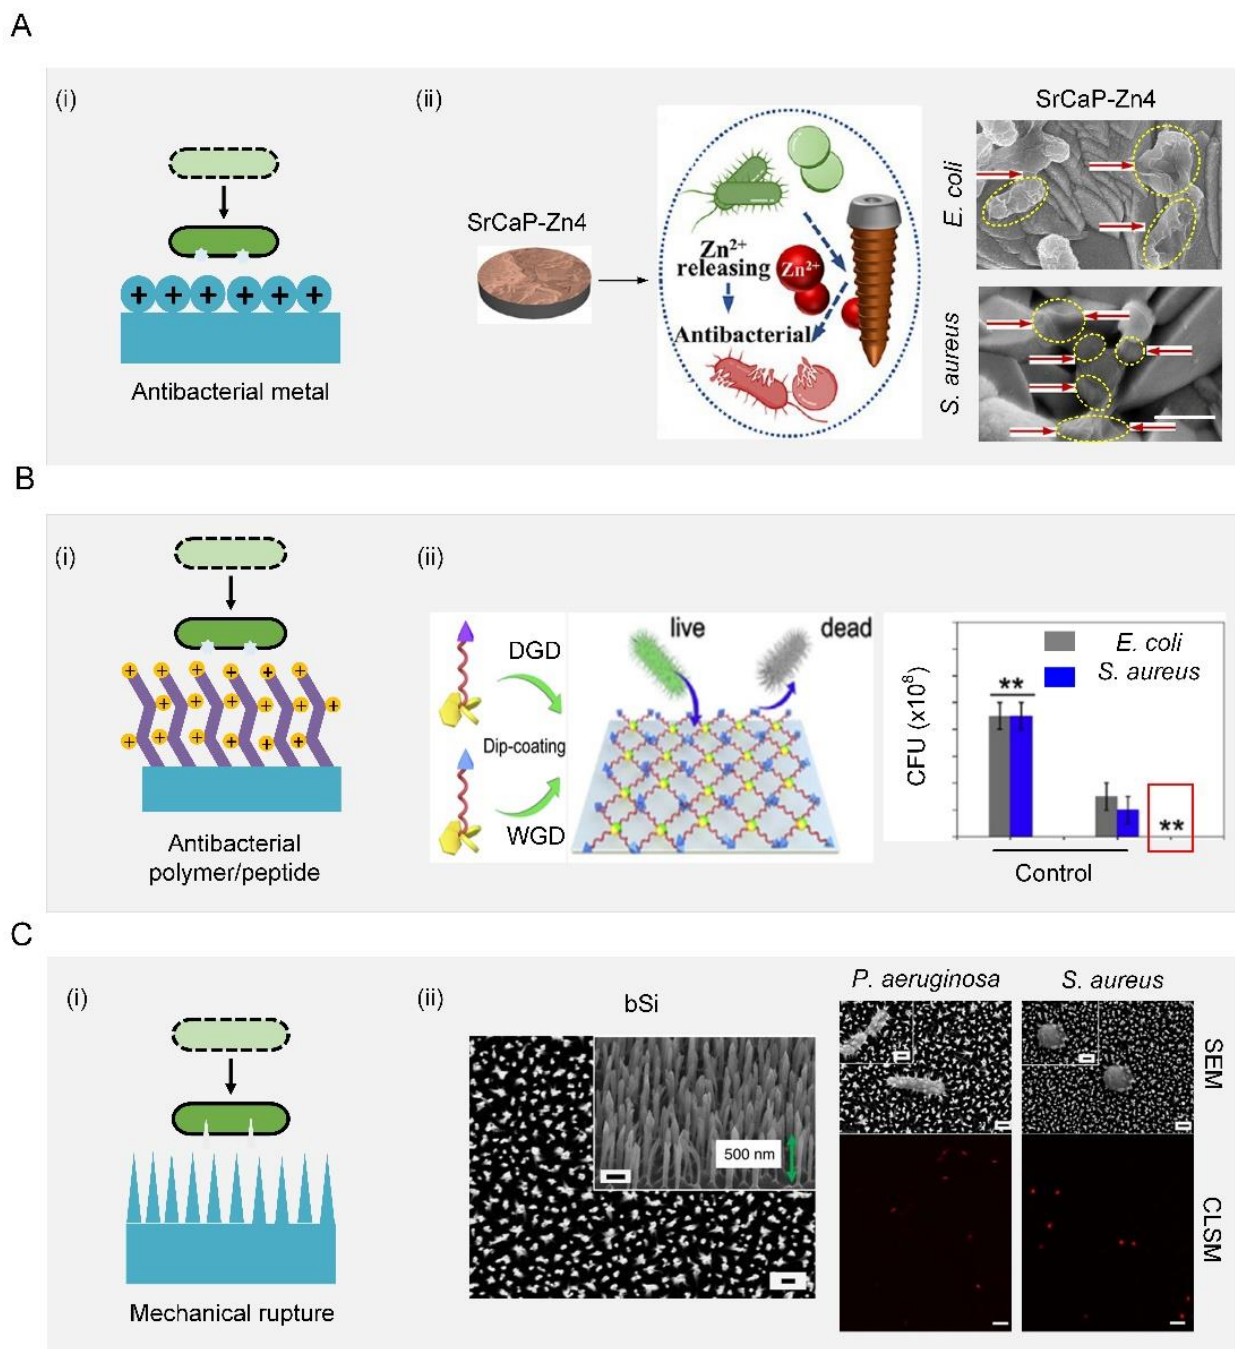 A
(i)
(ii)
SrCaP-Zn4
SrCaP-Zn4
Zn2+
releasing
Zn2+
Antibacterial
E. coli
S. aureus
Antibacterial metal
+ + + + + +
B
(i)
(ii)
DGD
Dip-coating
WGD
live
dead
E. coli
S. aureus
CFU (x10⁸)
**
**
Control
Antibacterial
polymer/peptide
C
(i)
(ii)
bSi
500 nm
P. aeruginosa
S. aureus
SEM
CLSM
Mechanical rupture